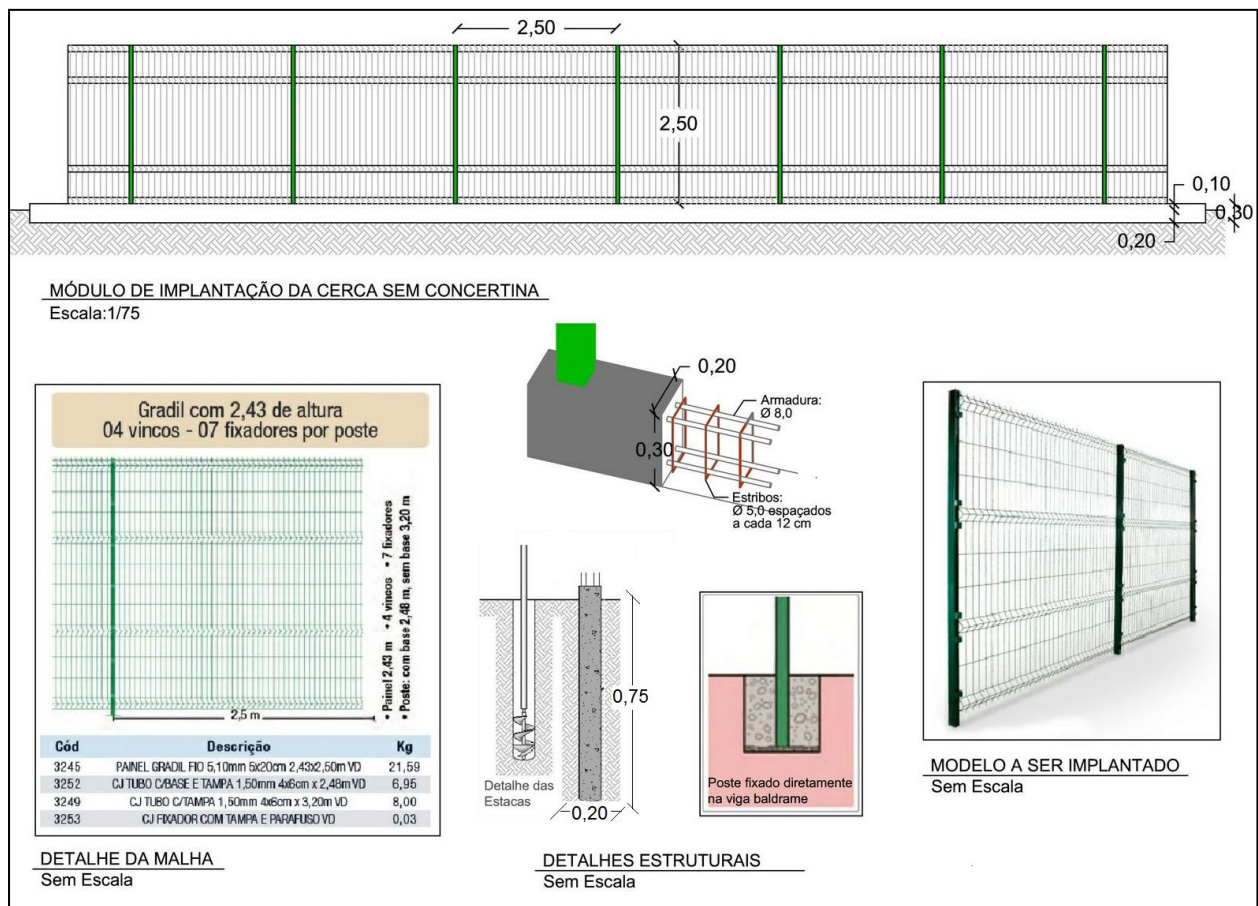 2,50
2,50
0,10
0,30
0,20
MÓDULO DE IMPLANTAÇÃO DA CERCA SEM CONCERTINA
Escala:1/75
Gradil com 2,43 de altura
04 vincos - 07 fixadores por poste
2,5 m
• Painel 2,43 m • 4 vincos • 7 fixadores
• Poste: com base 2,48 m, sem base 3,20 m
Cód Descrição Kg
3245 PAINEL GRADIL FIO 5,10mm 5x20cm 2,43x2,50m VD 21,59
3252 CJ TUBO C/BASE E TAMPA 1,50mm 4x6cm x 2,48m VD 6,95
3249 CJ TUBO C/TAMPA 1,50mm 4x6cm x 3,20m VD 8,00
3253 CJ FIXADOR COM TAMPA E PARAFUSO VD 0,03
DETALHE DA MALHA
Sem Escala
0,20
0,30
Armadura:
Ø 8,0
Estribos:
Ø 5,0 espaçados
a cada 12 cm
Detalhe das
Estacas
0,75
0,20
Poste fixado diretamente
na viga baldrame
DETALHES ESTRUTURAIS
Sem Escala
MODELO A SER IMPLANTADO
Sem Escala